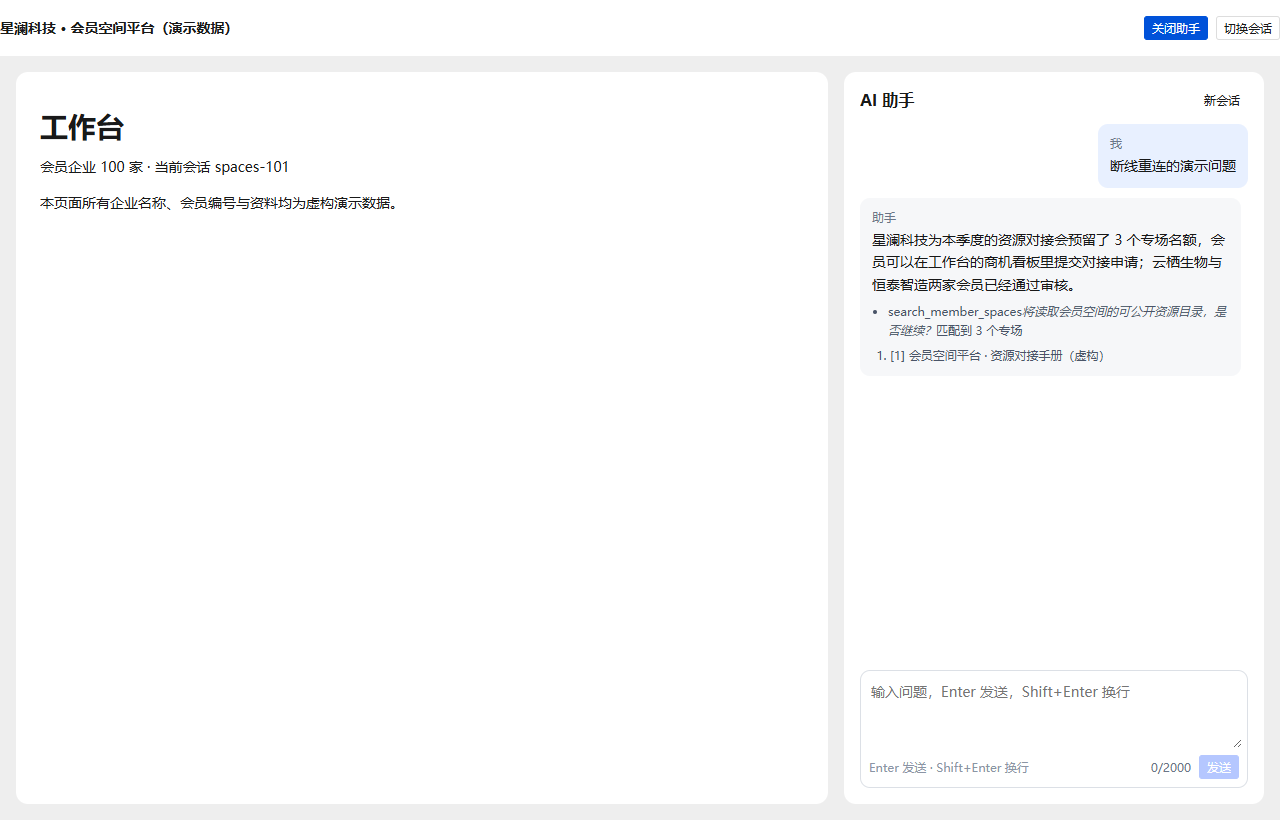 星澜科技 • 会员空间平台（演示数据）
关闭助手
切换会话
工作台
会员企业 100 家 · 当前会话 spaces-101
本页面所有企业名称、会员编号与资料均为虚构演示数据。
AI 助手
新会话
我
断线重连的演示问题
助手
星澜科技为本季度的资源对接会预留了 3 个专场名额，会
员可以在工作台的商机看板里提交对接申请；云栖生物与
恒泰智造两家会员已经通过审核。
• search_member_spaces将读取会员空间的可公开资源目录，是
否继续？匹配到 3 个专场
1. [1] 会员空间平台 · 资源对接手册（虚构）
输入问题，Enter 发送，Shift+Enter 换行
Enter 发送 · Shift+Enter 换行
0/2000
发送